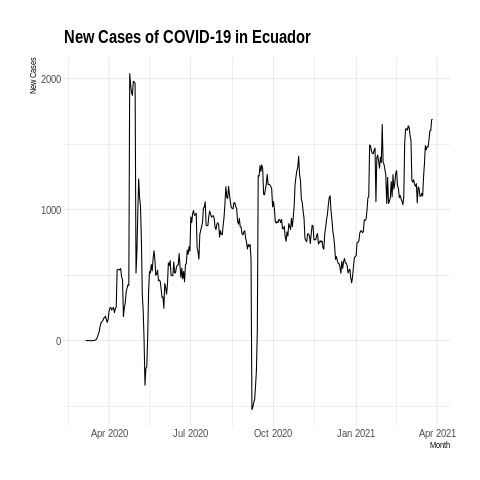 New Cases of COVID-19 in Ecuador
New Cases
2000
1000
0
Apr 2020
Jul 2020
Oct 2020
Jan 2021
Apr 2021
Month